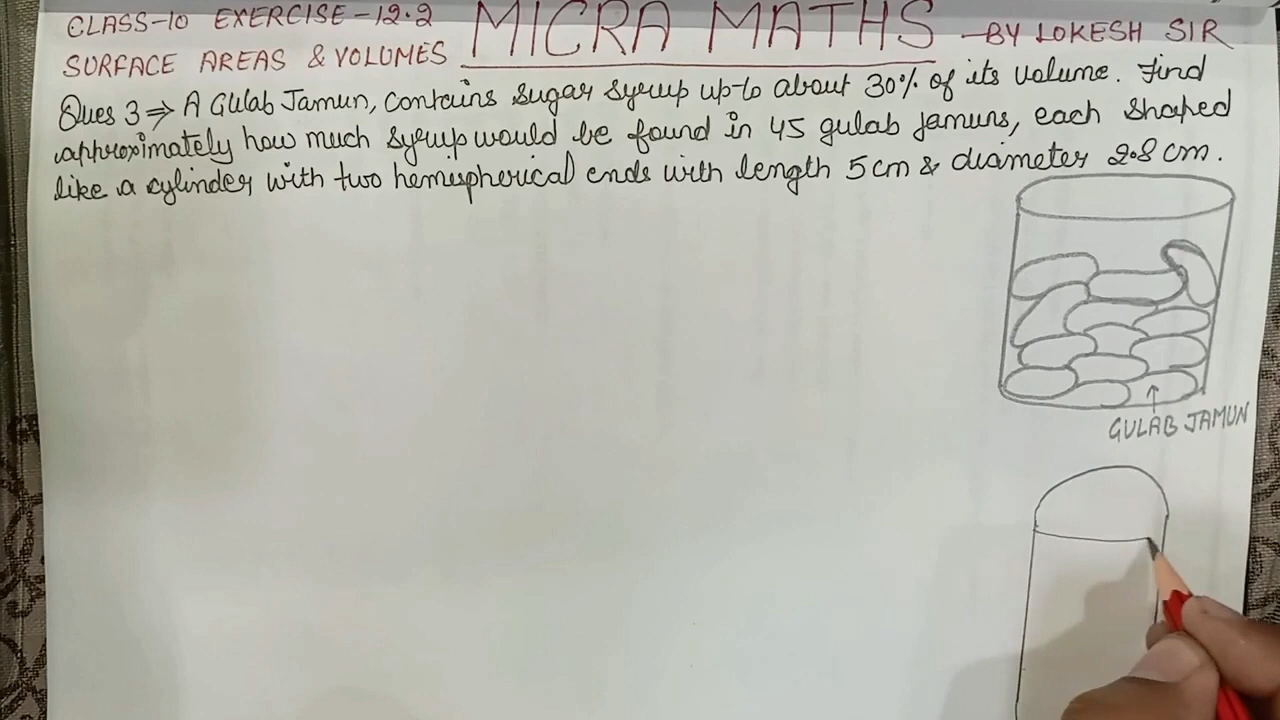 CLASS-10 EXERCISE-12.2 MICRA MATHS -BY LOKESH SIR
SURFACE AREAS & VOLUMES
Ques 3⇒ A Gulab Jamun, contains sugar syrup up-to about 30% of its volume. Find
approximately how much syrup would be found in 45 gulab jamuns, each shaped
like a cylinder with two hemispherical ends with length 5cm & diameter 2.8 cm.
GULAB JAMUN